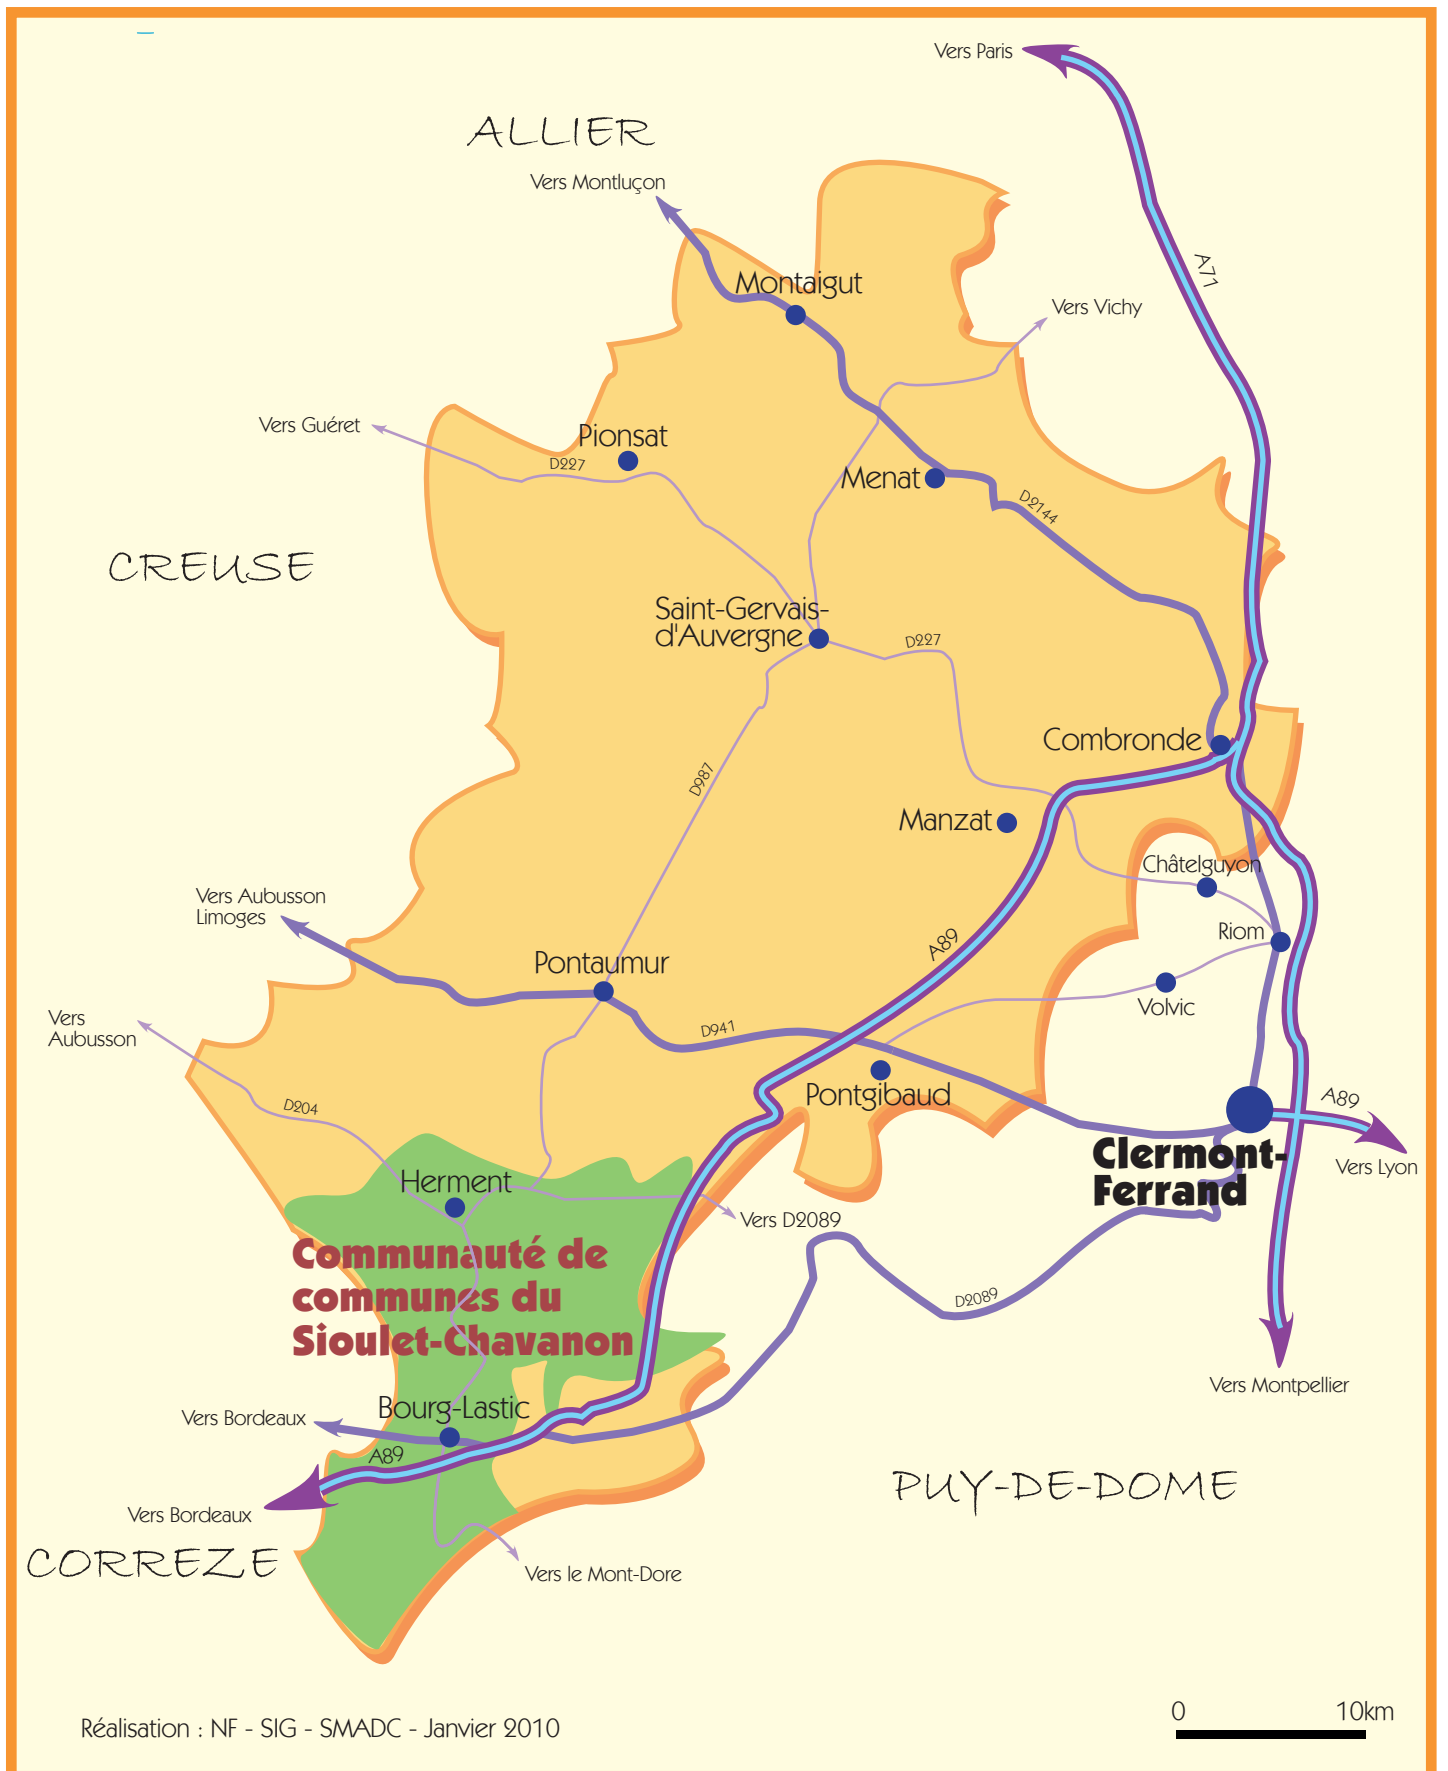 Vers Paris
ALLIER
Vers Montluçon
A71
Montaigut
Vers Vichy
Vers Guéret
Pionsat
D227
Menat
D2144
CREUSE
Saint-Gervais-
d'Auvergne
D227
Combronde
D987
Manzat
Châtelguyon
Vers Aubusson
Limoges
Riom
A89
Pontaumur
Volvic
Vers
Aubusson
D941
Pontgibaud
D204
A89
Clermont-
Ferrand
Vers Lyon
Herment
Vers D2089
Communauté de
communes du
Sioulet-Chavanon
D2089
Vers Montpellier
Bourg-Lastic
Vers Bordeaux
A89
PUY-DE-DOME
Vers Bordeaux
CORREZE
Vers le Mont-Dore
0 10km
Réalisation : NF - SIG - SMADC - Janvier 2010